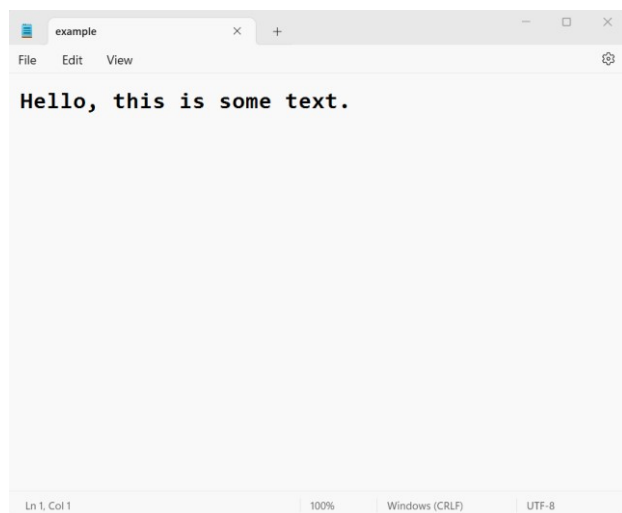 example
File Edit View
Hello, this is some text.
Ln 1, Col 1 100% Windows (CRLF) UTF-8